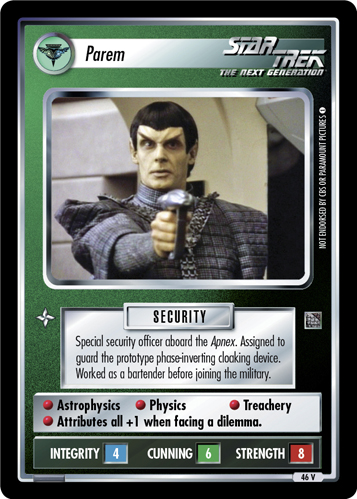 Parem
STAR TREK
THE NEXT GENERATION
NOT ENDORSED BY CBS OR PARAMOUNT PICTURES
SECURITY
Special security officer aboard the Apnex. Assigned to
guard the prototype phase-inverting cloaking device.
Worked as a bartender before joining the military.
• Astrophysics • Physics • Treachery
• Attributes all +1 when facing a dilemma.
INTEGRITY 4 CUNNING 6 STRENGTH 8
46 V